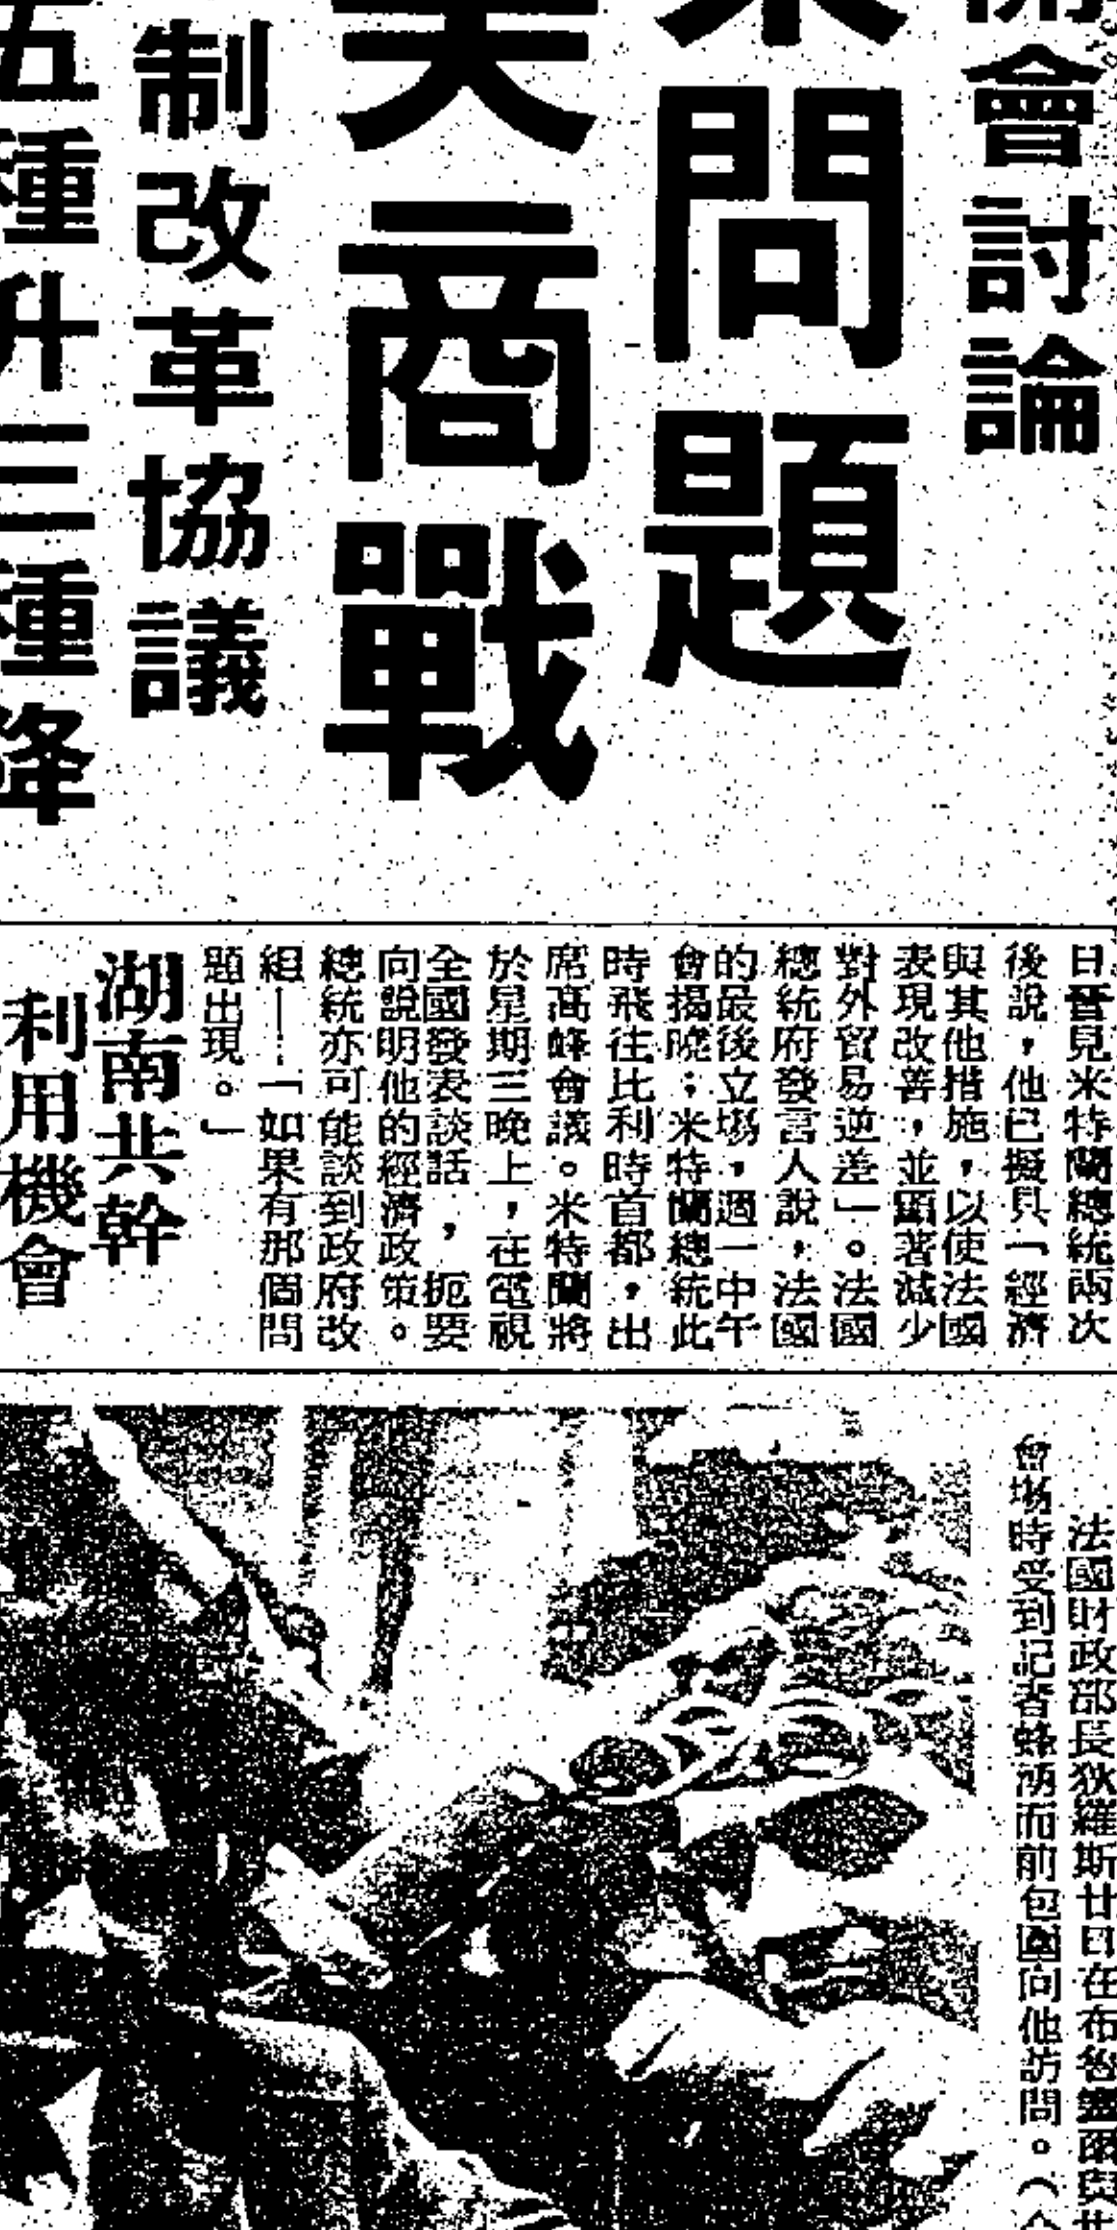 會討論
問題
商戰
制改革協議
五種升三種降
日晉見米特蘭總統兩次
後說，他已擬具「經濟
與其他措施，以使法國
表現改善，並顯著減少
對外貿易逆差」。法國
總統府發言人說，法國
的最後立場，週一中午
會揭曉；米特蘭總統此
時飛往比利時首都，出
席高峰會議。米特蘭將
於星期三晚上，在電視
全國發表談話，扼要
向說明他的經濟政策。
總統亦可能談到政府改
組——「如果有那個問
題出現。」
湖南共幹
利用機會
法國財政部長狄羅斯廿日在布魯塞爾與其
會場時受到記者蜂湧而前包圍向他訪問。（